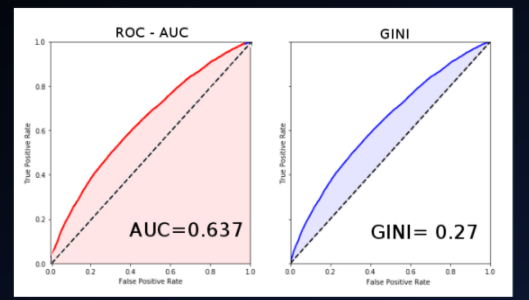 ROC - AUC
1.0
0.8
0.6
0.4
0.2
0.0
True Positive Rate
AUC=0.637
0.0 0.2 0.4 0.6 0.8 1.0
False Positive Rate
GINI
True Positive Rate
GINI= 0.27
0.0 0.2 0.4 0.6 0.8 1.0
False Positive Rate